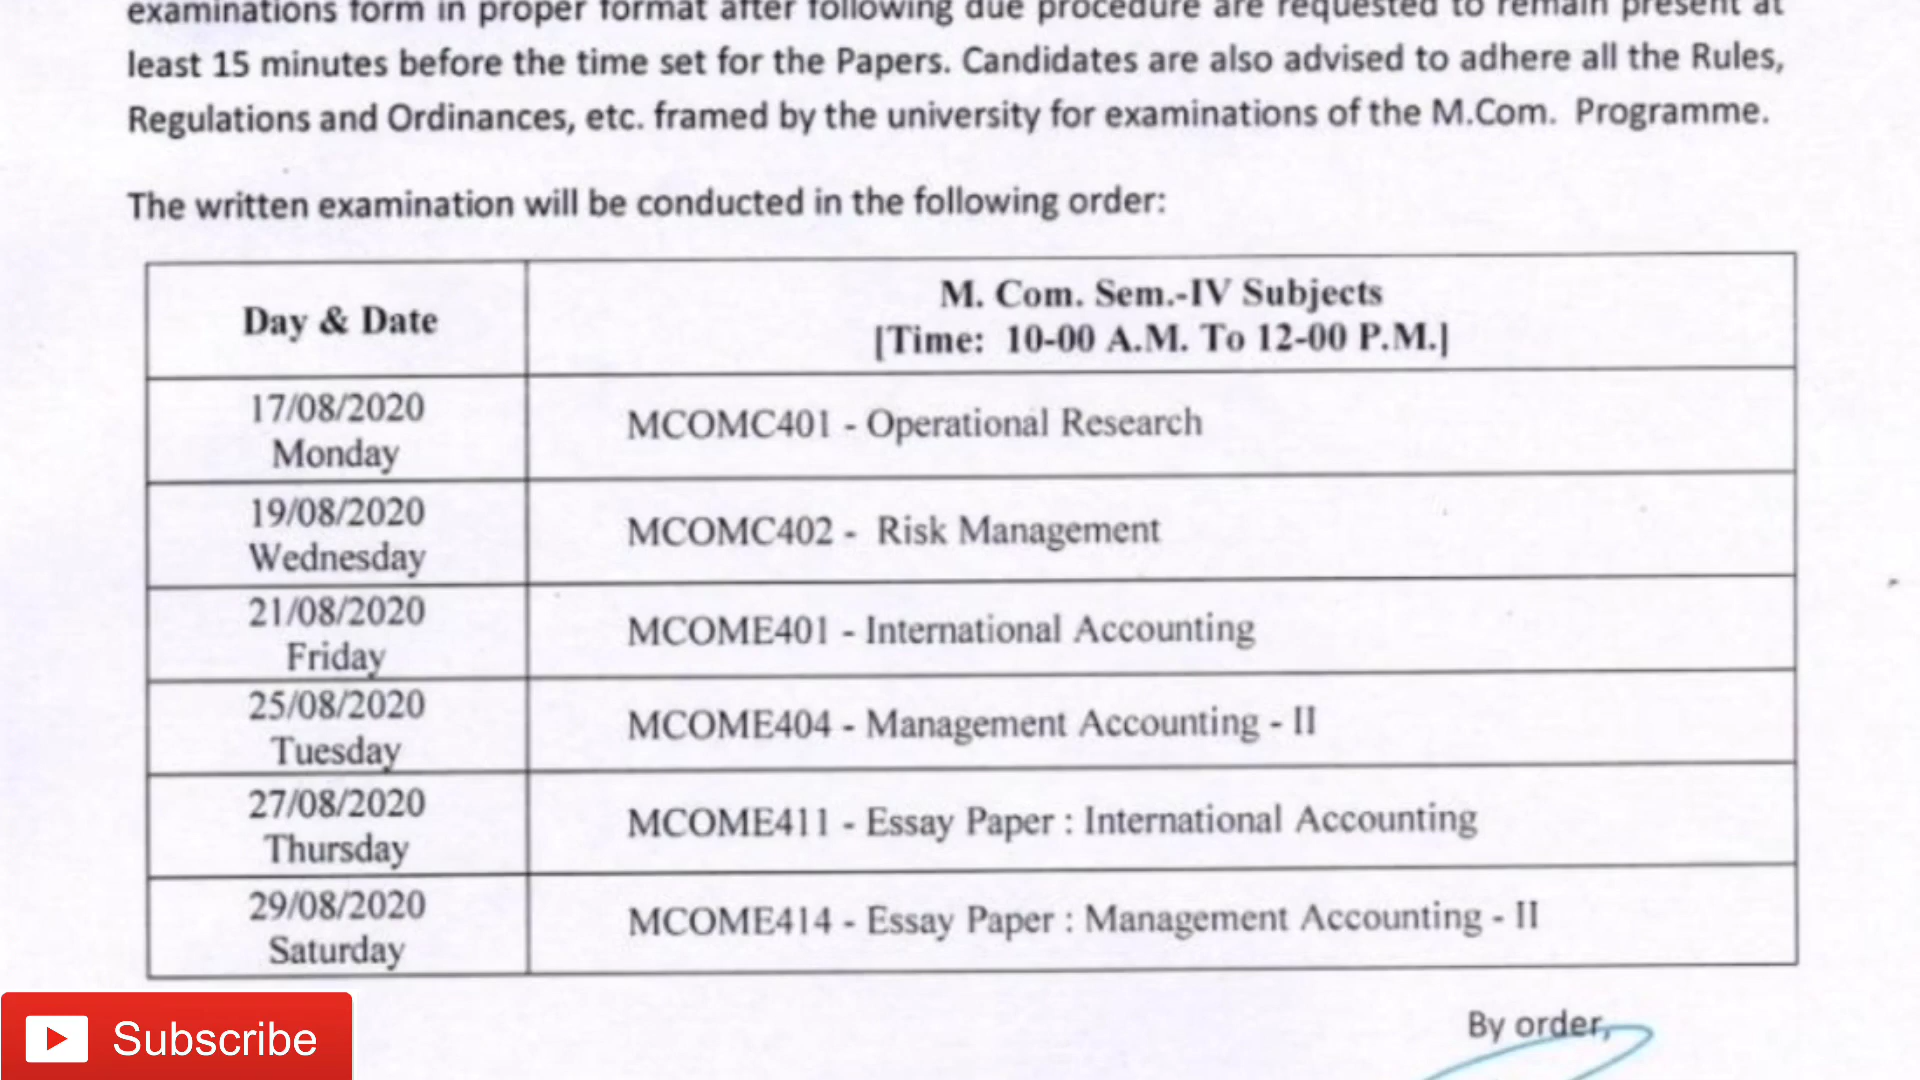 examinations form in proper format after following due procedure are requested to remain present at
least 15 minutes before the time set for the Papers. Candidates are also advised to adhere all the Rules,
Regulations and Ordinances, etc. framed by the university for examinations of the M.Com. Programme.
The written examination will be conducted in the following order:
Day & Date
M. Com. Sem.-IV Subjects
[Time: 10-00 A.M. To 12-00 P.M.]
17/08/2020
Monday
MCOMC401 - Operational Research
19/08/2020
Wednesday
MCOMC402 - Risk Management
21/08/2020
Friday
MCOME401 - International Accounting
25/08/2020
Tuesday
MCOME404 - Management Accounting - II
27/08/2020
Thursday
MCOME411 - Essay Paper : International Accounting
29/08/2020
Saturday
MCOME414 - Essay Paper : Management Accounting - II
By order,
Subscribe